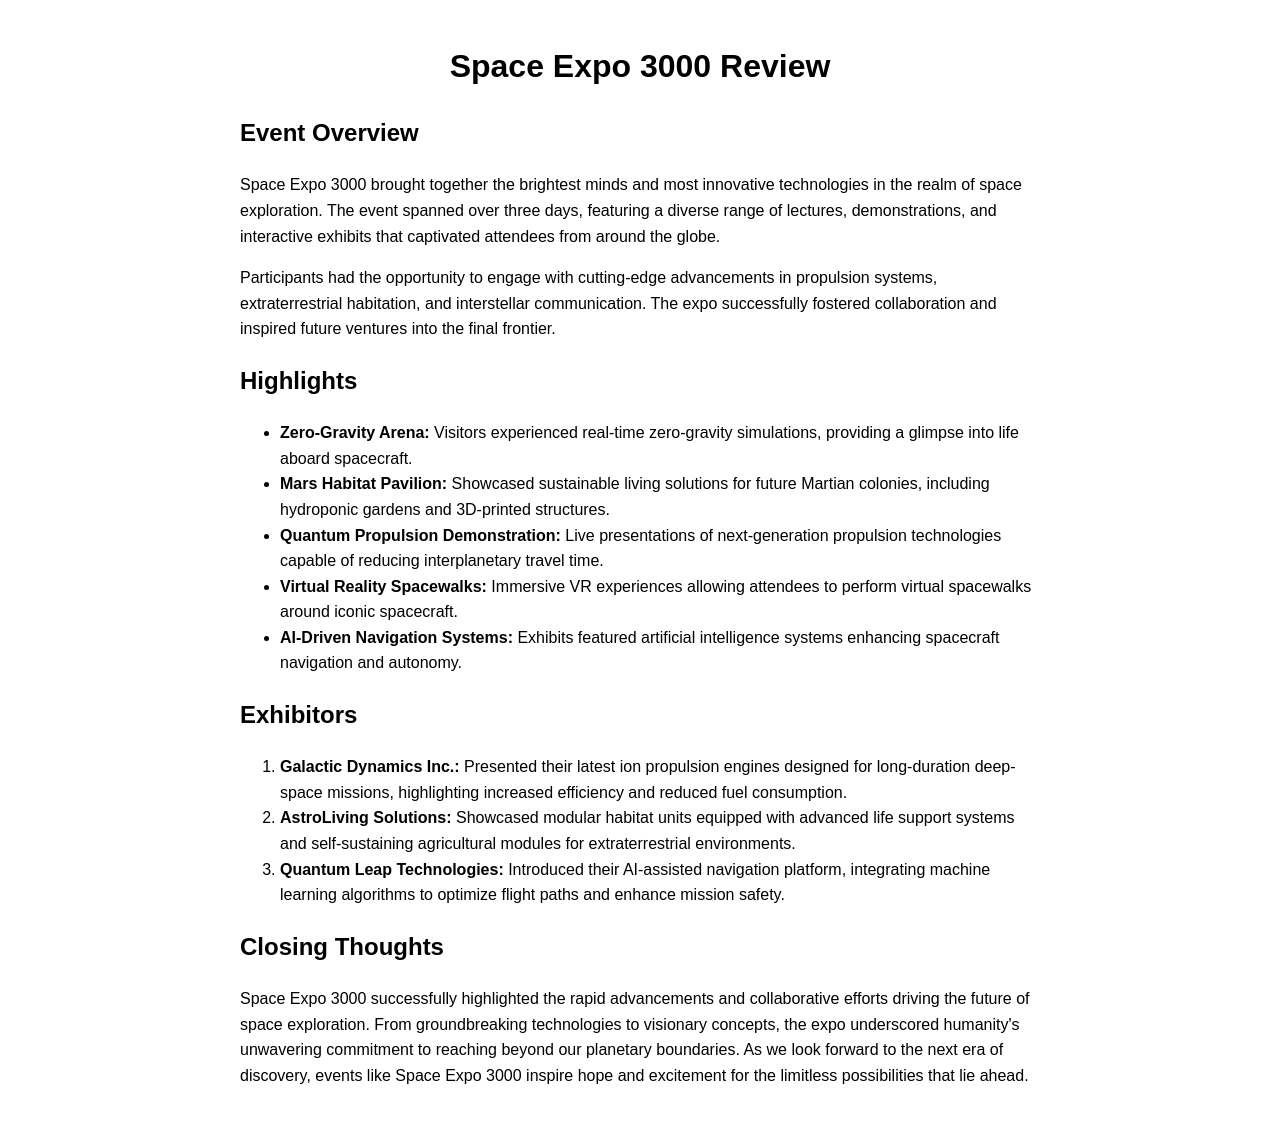 Space Expo 3000 Review
Event Overview
Space Expo 3000 brought together the brightest minds and most innovative technologies in the realm of space
exploration. The event spanned over three days, featuring a diverse range of lectures, demonstrations, and
interactive exhibits that captivated attendees from around the globe.
Participants had the opportunity to engage with cutting-edge advancements in propulsion systems,
extraterrestrial habitation, and interstellar communication. The expo successfully fostered collaboration and
inspired future ventures into the final frontier.
Highlights
• Zero-Gravity Arena: Visitors experienced real-time zero-gravity simulations, providing a glimpse into life
aboard spacecraft.
• Mars Habitat Pavilion: Showcased sustainable living solutions for future Martian colonies, including
hydroponic gardens and 3D-printed structures.
• Quantum Propulsion Demonstration: Live presentations of next-generation propulsion technologies
capable of reducing interplanetary travel time.
• Virtual Reality Spacewalks: Immersive VR experiences allowing attendees to perform virtual spacewalks
around iconic spacecraft.
• AI-Driven Navigation Systems: Exhibits featured artificial intelligence systems enhancing spacecraft
navigation and autonomy.
Exhibitors
1. Galactic Dynamics Inc.: Presented their latest ion propulsion engines designed for long-duration deep-
space missions, highlighting increased efficiency and reduced fuel consumption.
2. AstroLiving Solutions: Showcased modular habitat units equipped with advanced life support systems
and self-sustaining agricultural modules for extraterrestrial environments.
3. Quantum Leap Technologies: Introduced their AI-assisted navigation platform, integrating machine
learning algorithms to optimize flight paths and enhance mission safety.
Closing Thoughts
Space Expo 3000 successfully highlighted the rapid advancements and collaborative efforts driving the future of
space exploration. From groundbreaking technologies to visionary concepts, the expo underscored humanity's
unwavering commitment to reaching beyond our planetary boundaries. As we look forward to the next era of
discovery, events like Space Expo 3000 inspire hope and excitement for the limitless possibilities that lie ahead.